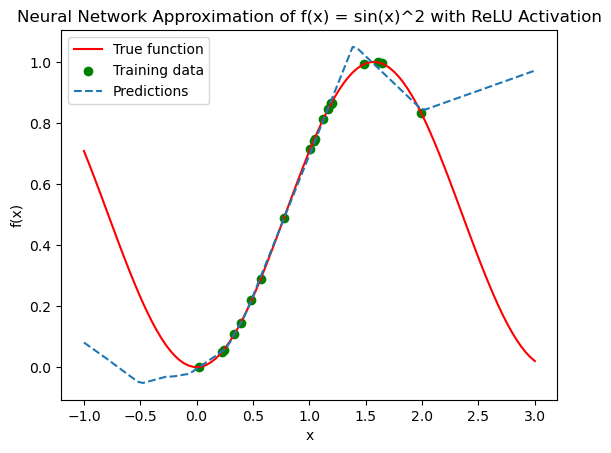 Neural Network Approximation of f(x) = sin(x)^2 with ReLU Activation
True function
Training data
Predictions
f(x)
1.0
0.8
0.6
0.4
0.2
0.0
−1.0 −0.5 0.0 0.5 1.0 1.5 2.0 2.5 3.0
x